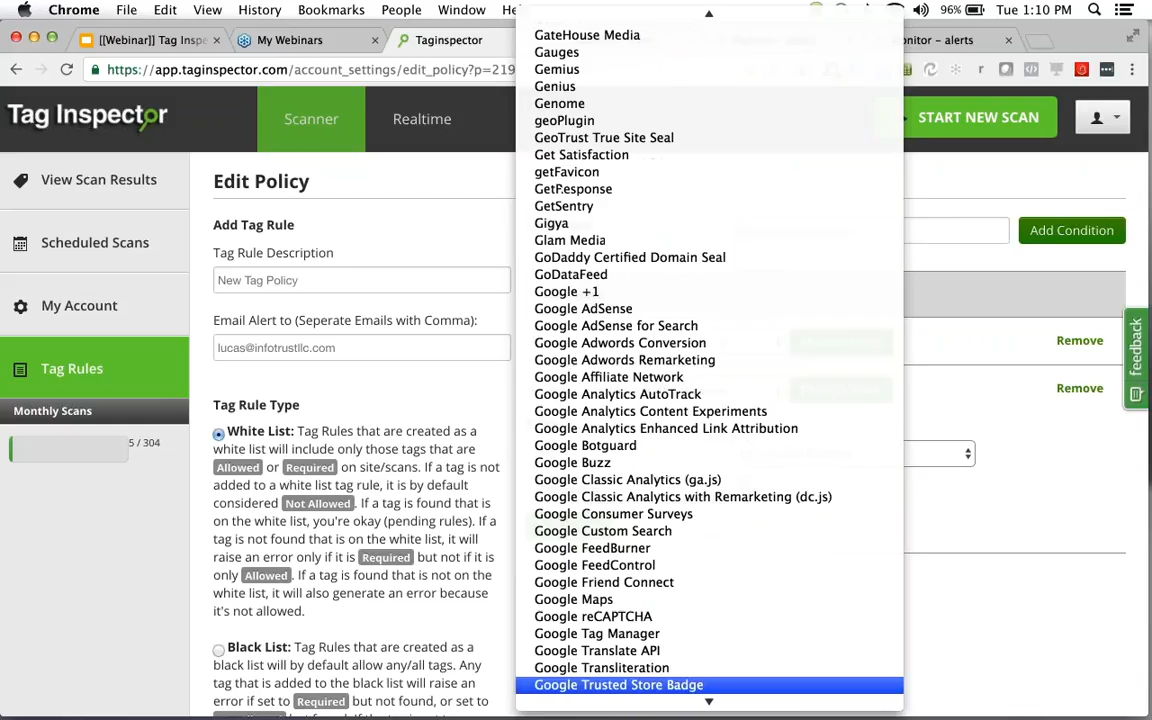 Chrome File Edit View History Bookmarks People Window He
96% Tue 1:10 PM
[[Webinar]] Tag Inspe
My Webinars
Taginspector
onitor - alerts
https://app.taginspector.com/account_settings/edit_policy?p=219
Tag Inspector
Scanner
Realtime
START NEW SCAN
View Scan Results
Scheduled Scans
My Account
Tag Rules
Monthly Scans
5 / 304
Edit Policy
Add Tag Rule
Tag Rule Description
New Tag Policy
Email Alert to (Seperate Emails with Comma):
lucas@infotrustllc.com
Tag Rule Type
White List: Tag Rules that are created as a
white list will include only those tags that are
Allowed or Required on site/scans. If a tag is not
added to a white list tag rule, it is by default
considered Not Allowed. If a tag is found that is
on the white list, you're okay (pending rules). If a
tag is not found that is on the white list, it will
raise an error only if it is Required but not if it is
only Allowed. If a tag is found that is not on the
white list, it will also generate an error because
it's not allowed.
Black List: Tag Rules that are created as a
black list will by default allow any/all tags. Any
tag that is added to the black list will raise an
error if set to Required but not found, or set to
GateHouse Media
Gauges
Gemius
Genius
Genome
geoPlugin
GeoTrust True Site Seal
Get Satisfaction
getFavicon
GetResponse
GetSentry
Gigya
Glam Media
GoDaddy Certified Domain Seal
GoDataFeed
Google +1
Google AdSense
Google AdSense for Search
Google Adwords Conversion
Google Adwords Remarketing
Google Affiliate Network
Google Analytics AutoTrack
Google Analytics Content Experiments
Google Analytics Enhanced Link Attribution
Google Botguard
Google Buzz
Google Classic Analytics (ga.js)
Google Classic Analytics with Remarketing (dc.js)
Google Consumer Surveys
Google Custom Search
Google FeedBurner
Google FeedControl
Google Friend Connect
Google Maps
Google reCAPTCHA
Google Tag Manager
Google Translate API
Google Transliteration
Google Trusted Store Badge
Add Condition
Remove
Remove
feedback